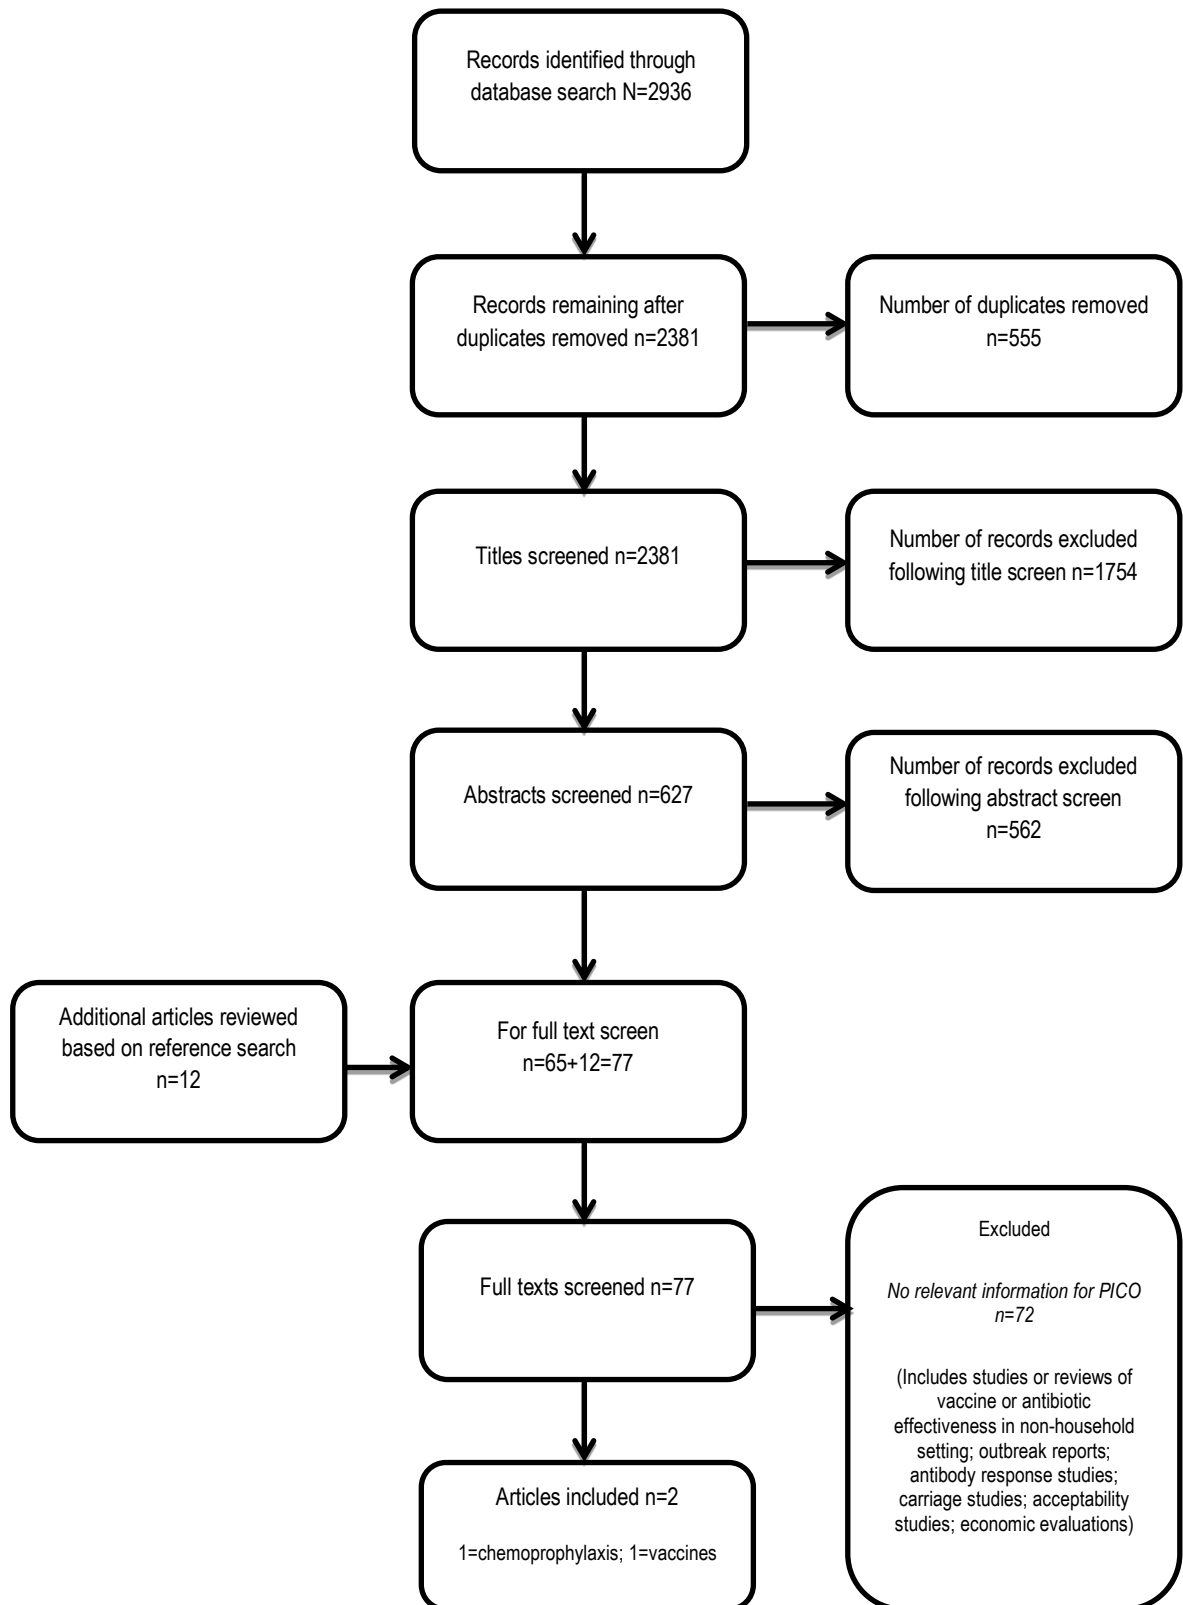 Records identified through
database search N=2936
Records remaining after
duplicates removed n=2381
Number of duplicates removed
n=555
Titles screened n=2381
Number of records excluded
following title screen n=1754
Abstracts screened n=627
Number of records excluded
following abstract screen
n=562
Additional articles reviewed
based on reference search
n=12
For full text screen
n=65+12=77
Full texts screened n=77
Excluded
No relevant information for PICO
n=72
(Includes studies or reviews of
vaccine or antibiotic
effectiveness in non-household
setting; outbreak reports;
antibody response studies;
carriage studies; acceptability
studies; economic evaluations)
Articles included n=2
1=chemoprophylaxis; 1=vaccines